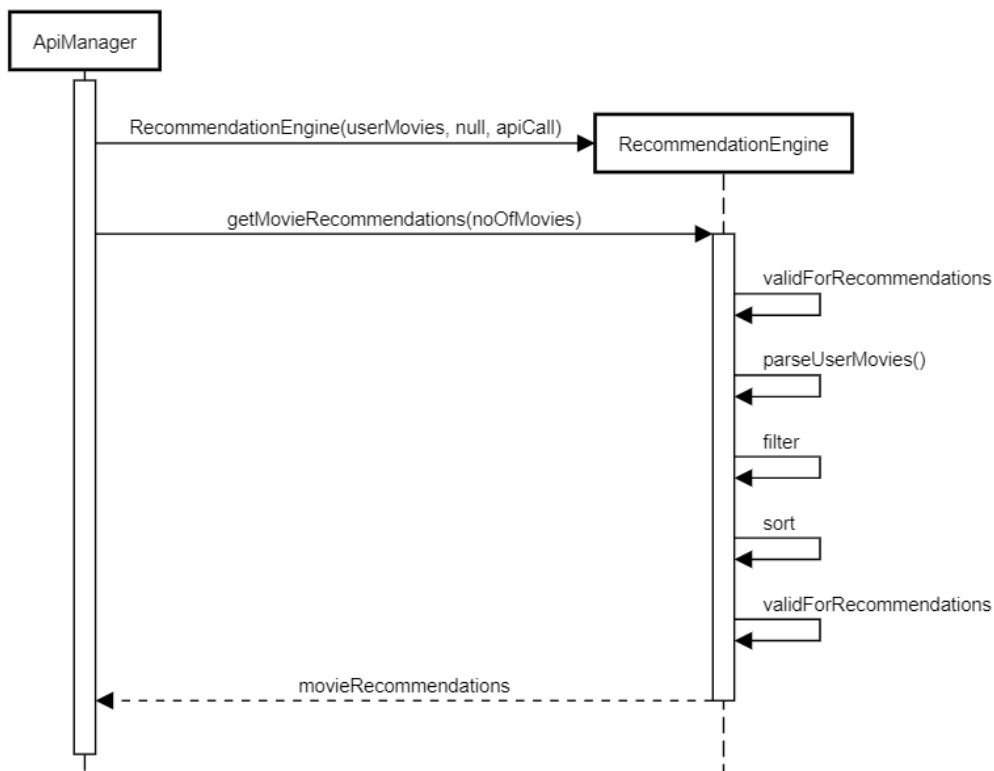 ApiManager
RecommendationEngine(userMovies, null, apiCall)
RecommendationEngine
getMovieRecommendations(noOfMovies)
validForRecommendations
parseUserMovies()
filter
sort
validForRecommendations
movieRecommendations